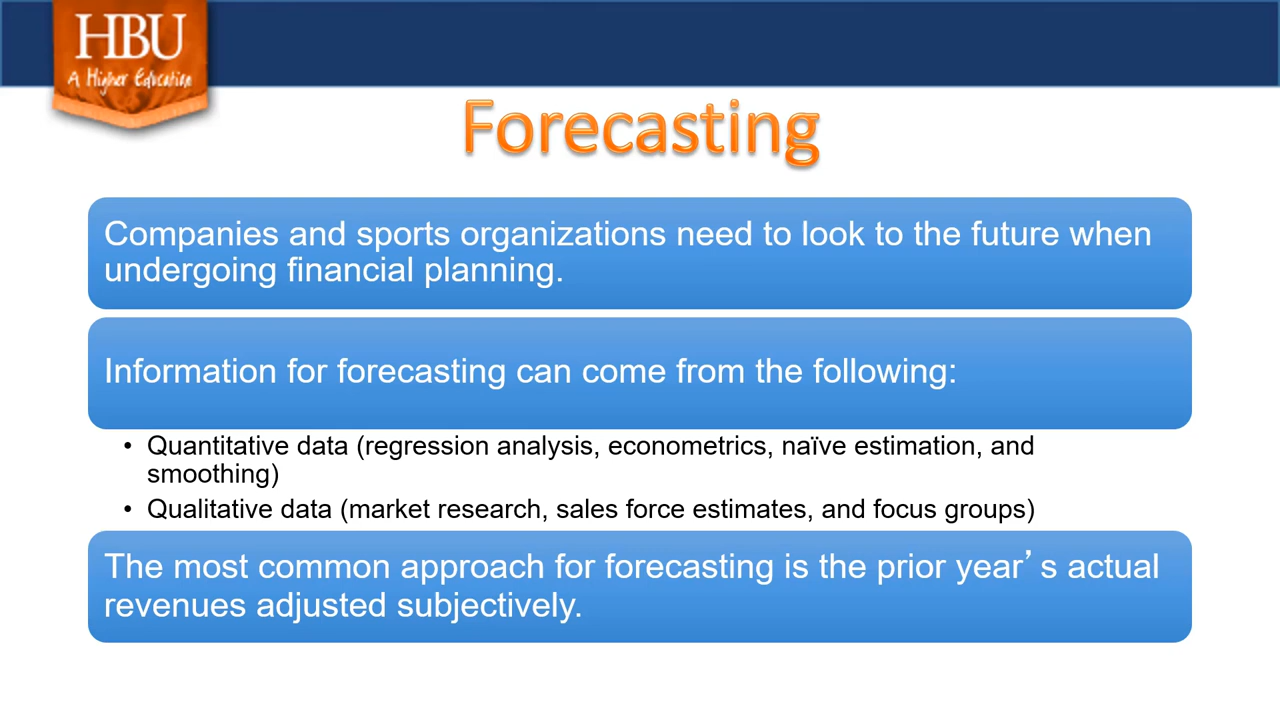 HBU
A Higher Education
Forecasting
Companies and sports organizations need to look to the future when
undergoing financial planning.
Information for forecasting can come from the following:
• Quantitative data (regression analysis, econometrics, naïve estimation, and
smoothing)
• Qualitative data (market research, sales force estimates, and focus groups)
The most common approach for forecasting is the prior year’s actual
revenues adjusted subjectively.